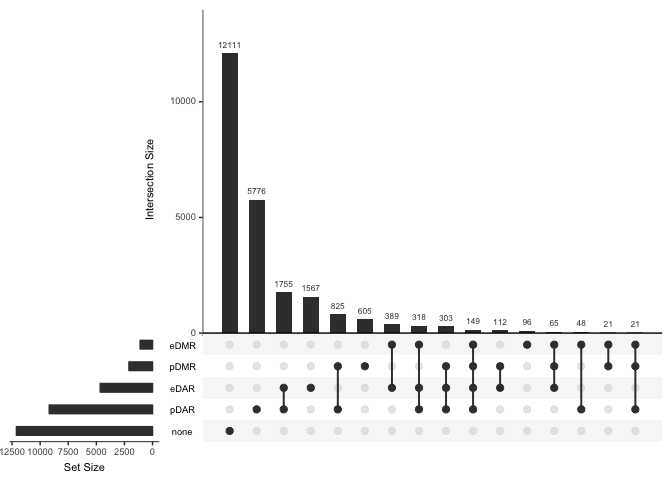 12111
10000
Intersection Size
5776
5000
1755
1567
825
605
389
318
303
149
112
96
65
48
21
21
0
eDMR
pDMR
eDAR
pDAR
none
12500 10000 7500 5000 2500 0
Set Size